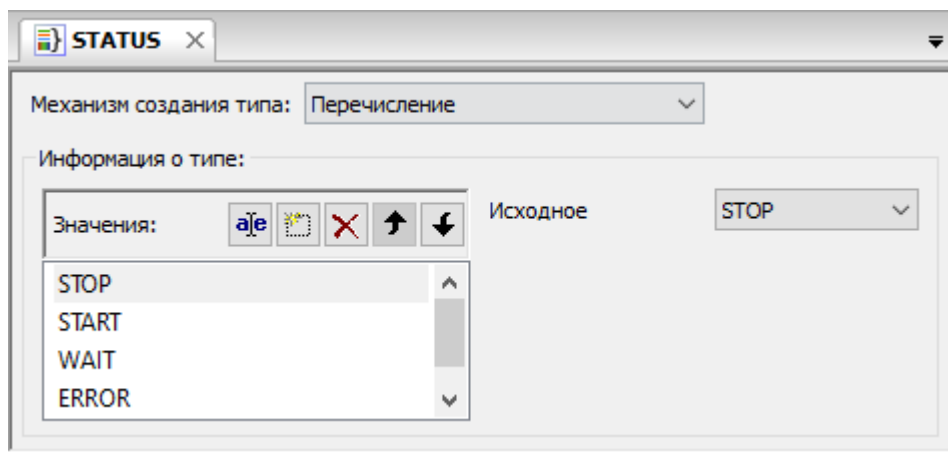 STATUS
Механизм создания типа: Перечисление
Информация о типе:
Значения:
Исходное STOP
STOP
START
WAIT
ERROR